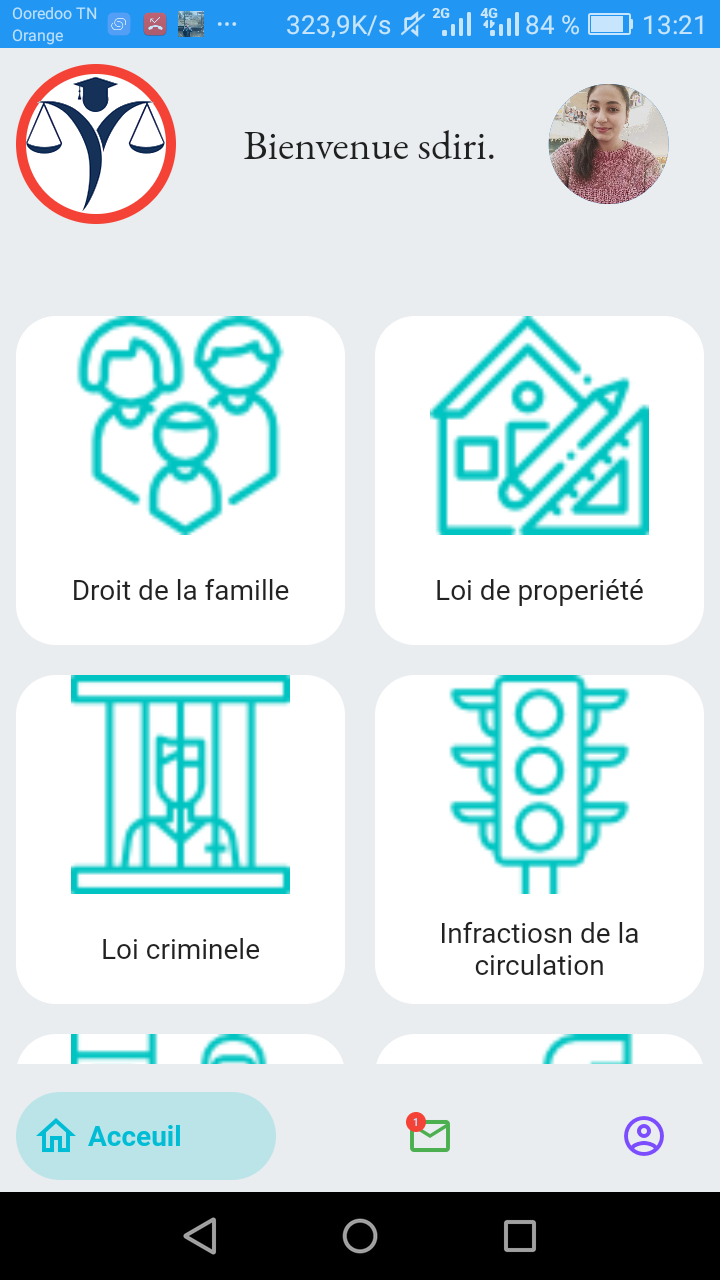 Ooredoo TN
Orange
323,9K/s 2G 4G 84 % 13:21
Bienvenue sdiri.
Droit de la famille
Loi de properiété
Loi criminele
Infractiosn de la
circulation
Acceuil
1